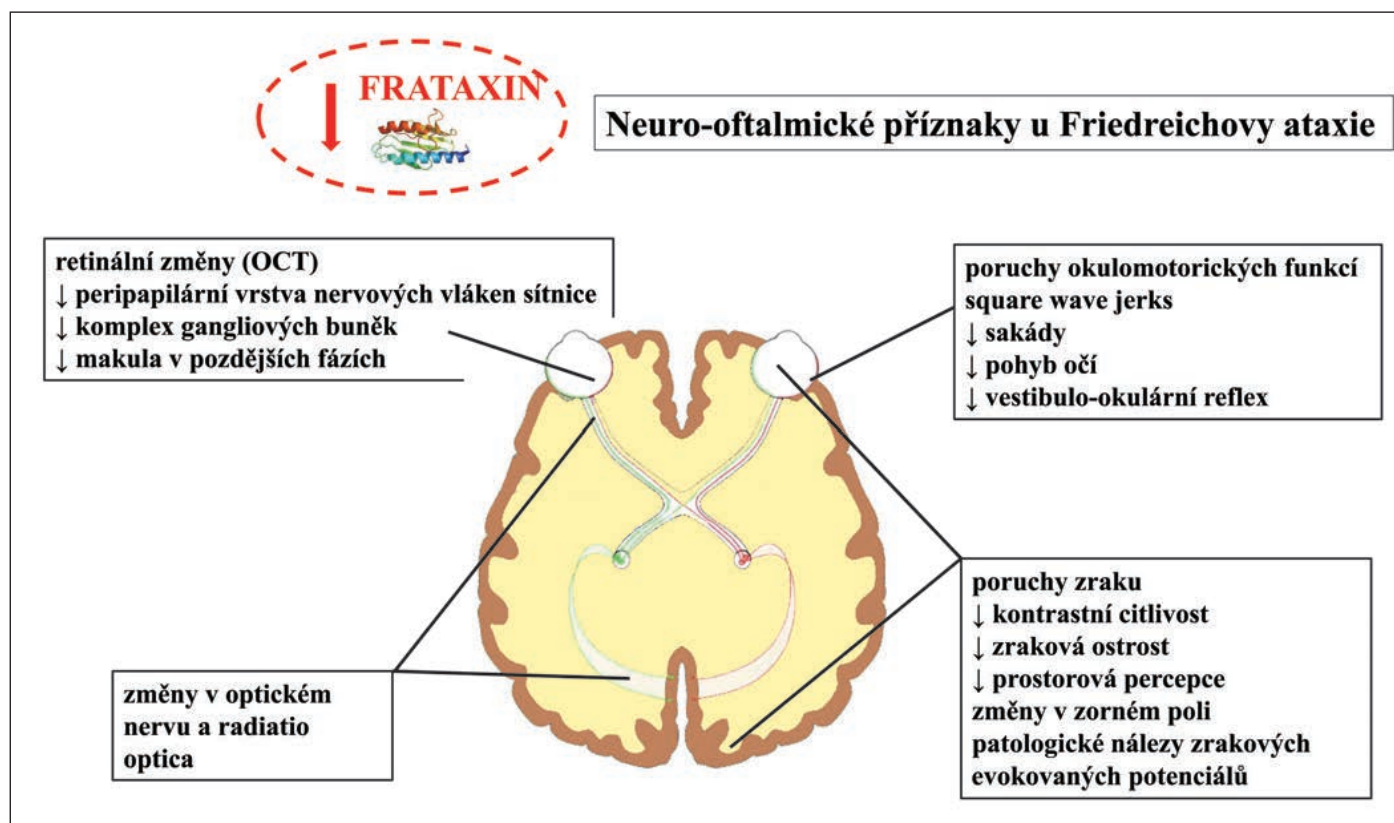 FRATAXIN
Neuro-oftalmické příznaky u Friedreichovy ataxie
retinální změny (OCT)
↓ peripapilární vrstva nervových vláken sítnice
↓ komplex gangliových buněk
↓ makula v pozdějších fázích
poruchy okulomotorických funkcí
square wave jerks
↓ sakády
↓ pohyb očí
↓ vestibulo-okulární reflex
změny v optickém
nervu a radiatio
optica
poruchy zraku
↓ kontrastní citlivost
↓ zraková ostrost
↓ prostorová percepce
změny v zorném poli
patologické nálezy zrakových
evokovaných potenciálů